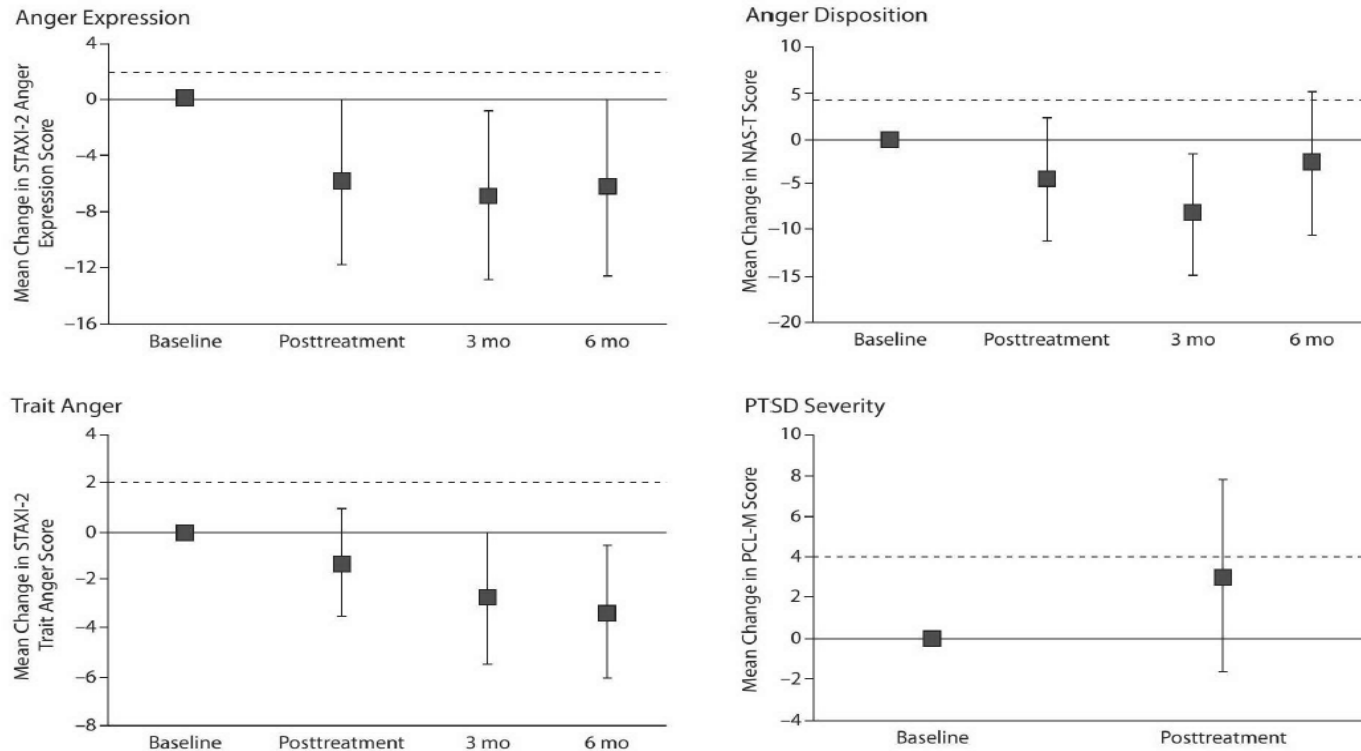 Anger Expression
Mean Change in STAXI-2 Anger
Expression Score
4
0
−4
−8
−12
−16
Baseline
Posttreatment
3 mo
6 mo
Anger Disposition
Mean Change in NAS-T Score
10
5
0
−5
−10
−15
−20
Baseline
Posttreatment
3 mo
6 mo
Trait Anger
Mean Change in STAXI-2
Trait Anger Score
4
2
0
−2
−4
−6
−8
Baseline
Posttreatment
3 mo
6 mo
PTSD Severity
Mean Change in PCL-M Score
10
8
6
4
2
0
−2
−4
Baseline
Posttreatment